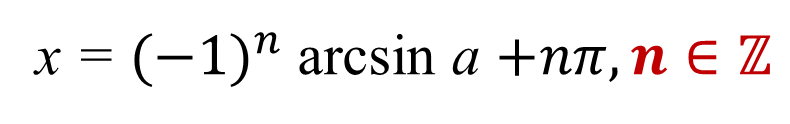 x = (−1)ⁿ arcsin a +nπ, n ∈ ℤ